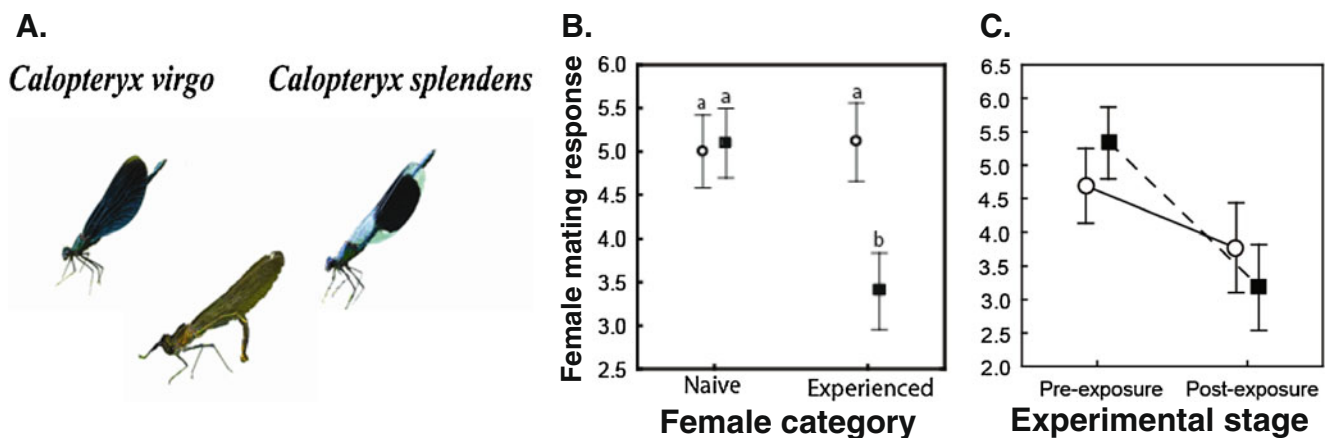 A.
Calopteryx virgo
Calopteryx splendens
B.
Female mating response
6.0
5.5
5.0
4.5
4.0
3.5
3.0
2.5
a
a
a
b
Naive
Experienced
Female category
C.
6.5
6.0
5.5
5.0
4.5
4.0
3.5
3.0
2.5
2.0
Pre-exposure
Post-exposure
Experimental stage